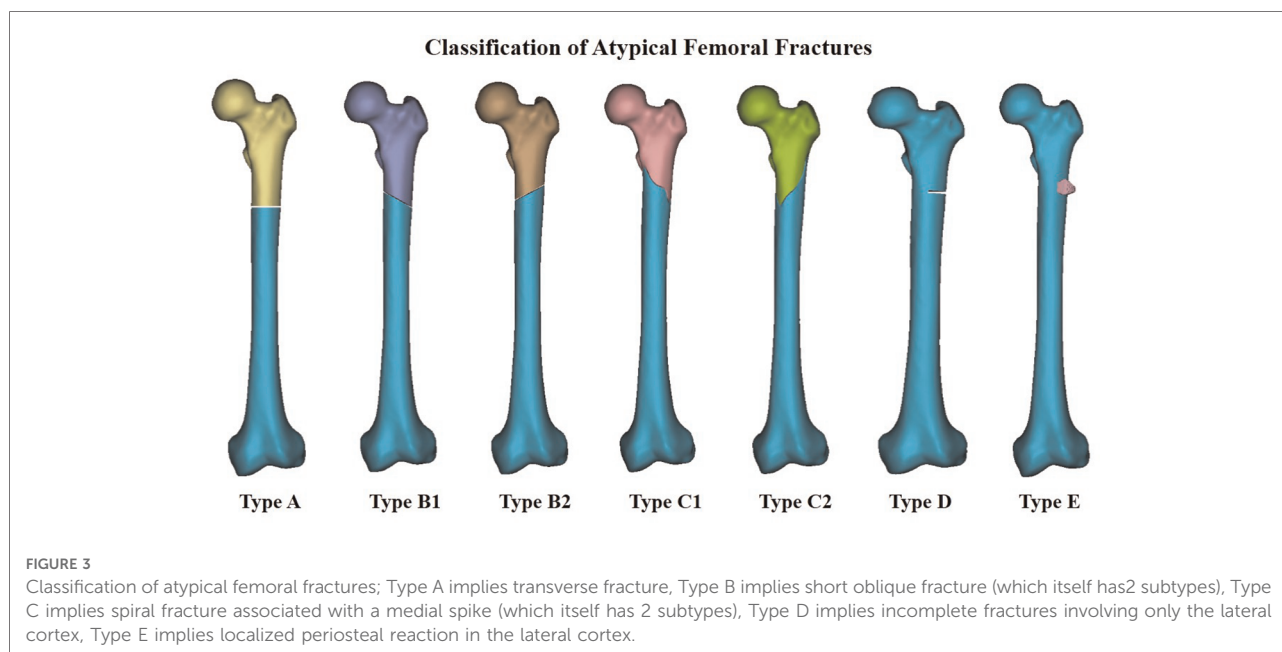 Classification of Atypical Femoral Fractures
Type A Type B1 Type B2 Type C1 Type C2 Type D Type E
FIGURE 3
Classification of atypical femoral fractures; Type A implies transverse fracture, Type B implies short oblique fracture (which itself has2 subtypes), Type
C implies spiral fracture associated with a medial spike (which itself has 2 subtypes), Type D implies incomplete fractures involving only the lateral
cortex, Type E implies localized periosteal reaction in the lateral cortex.